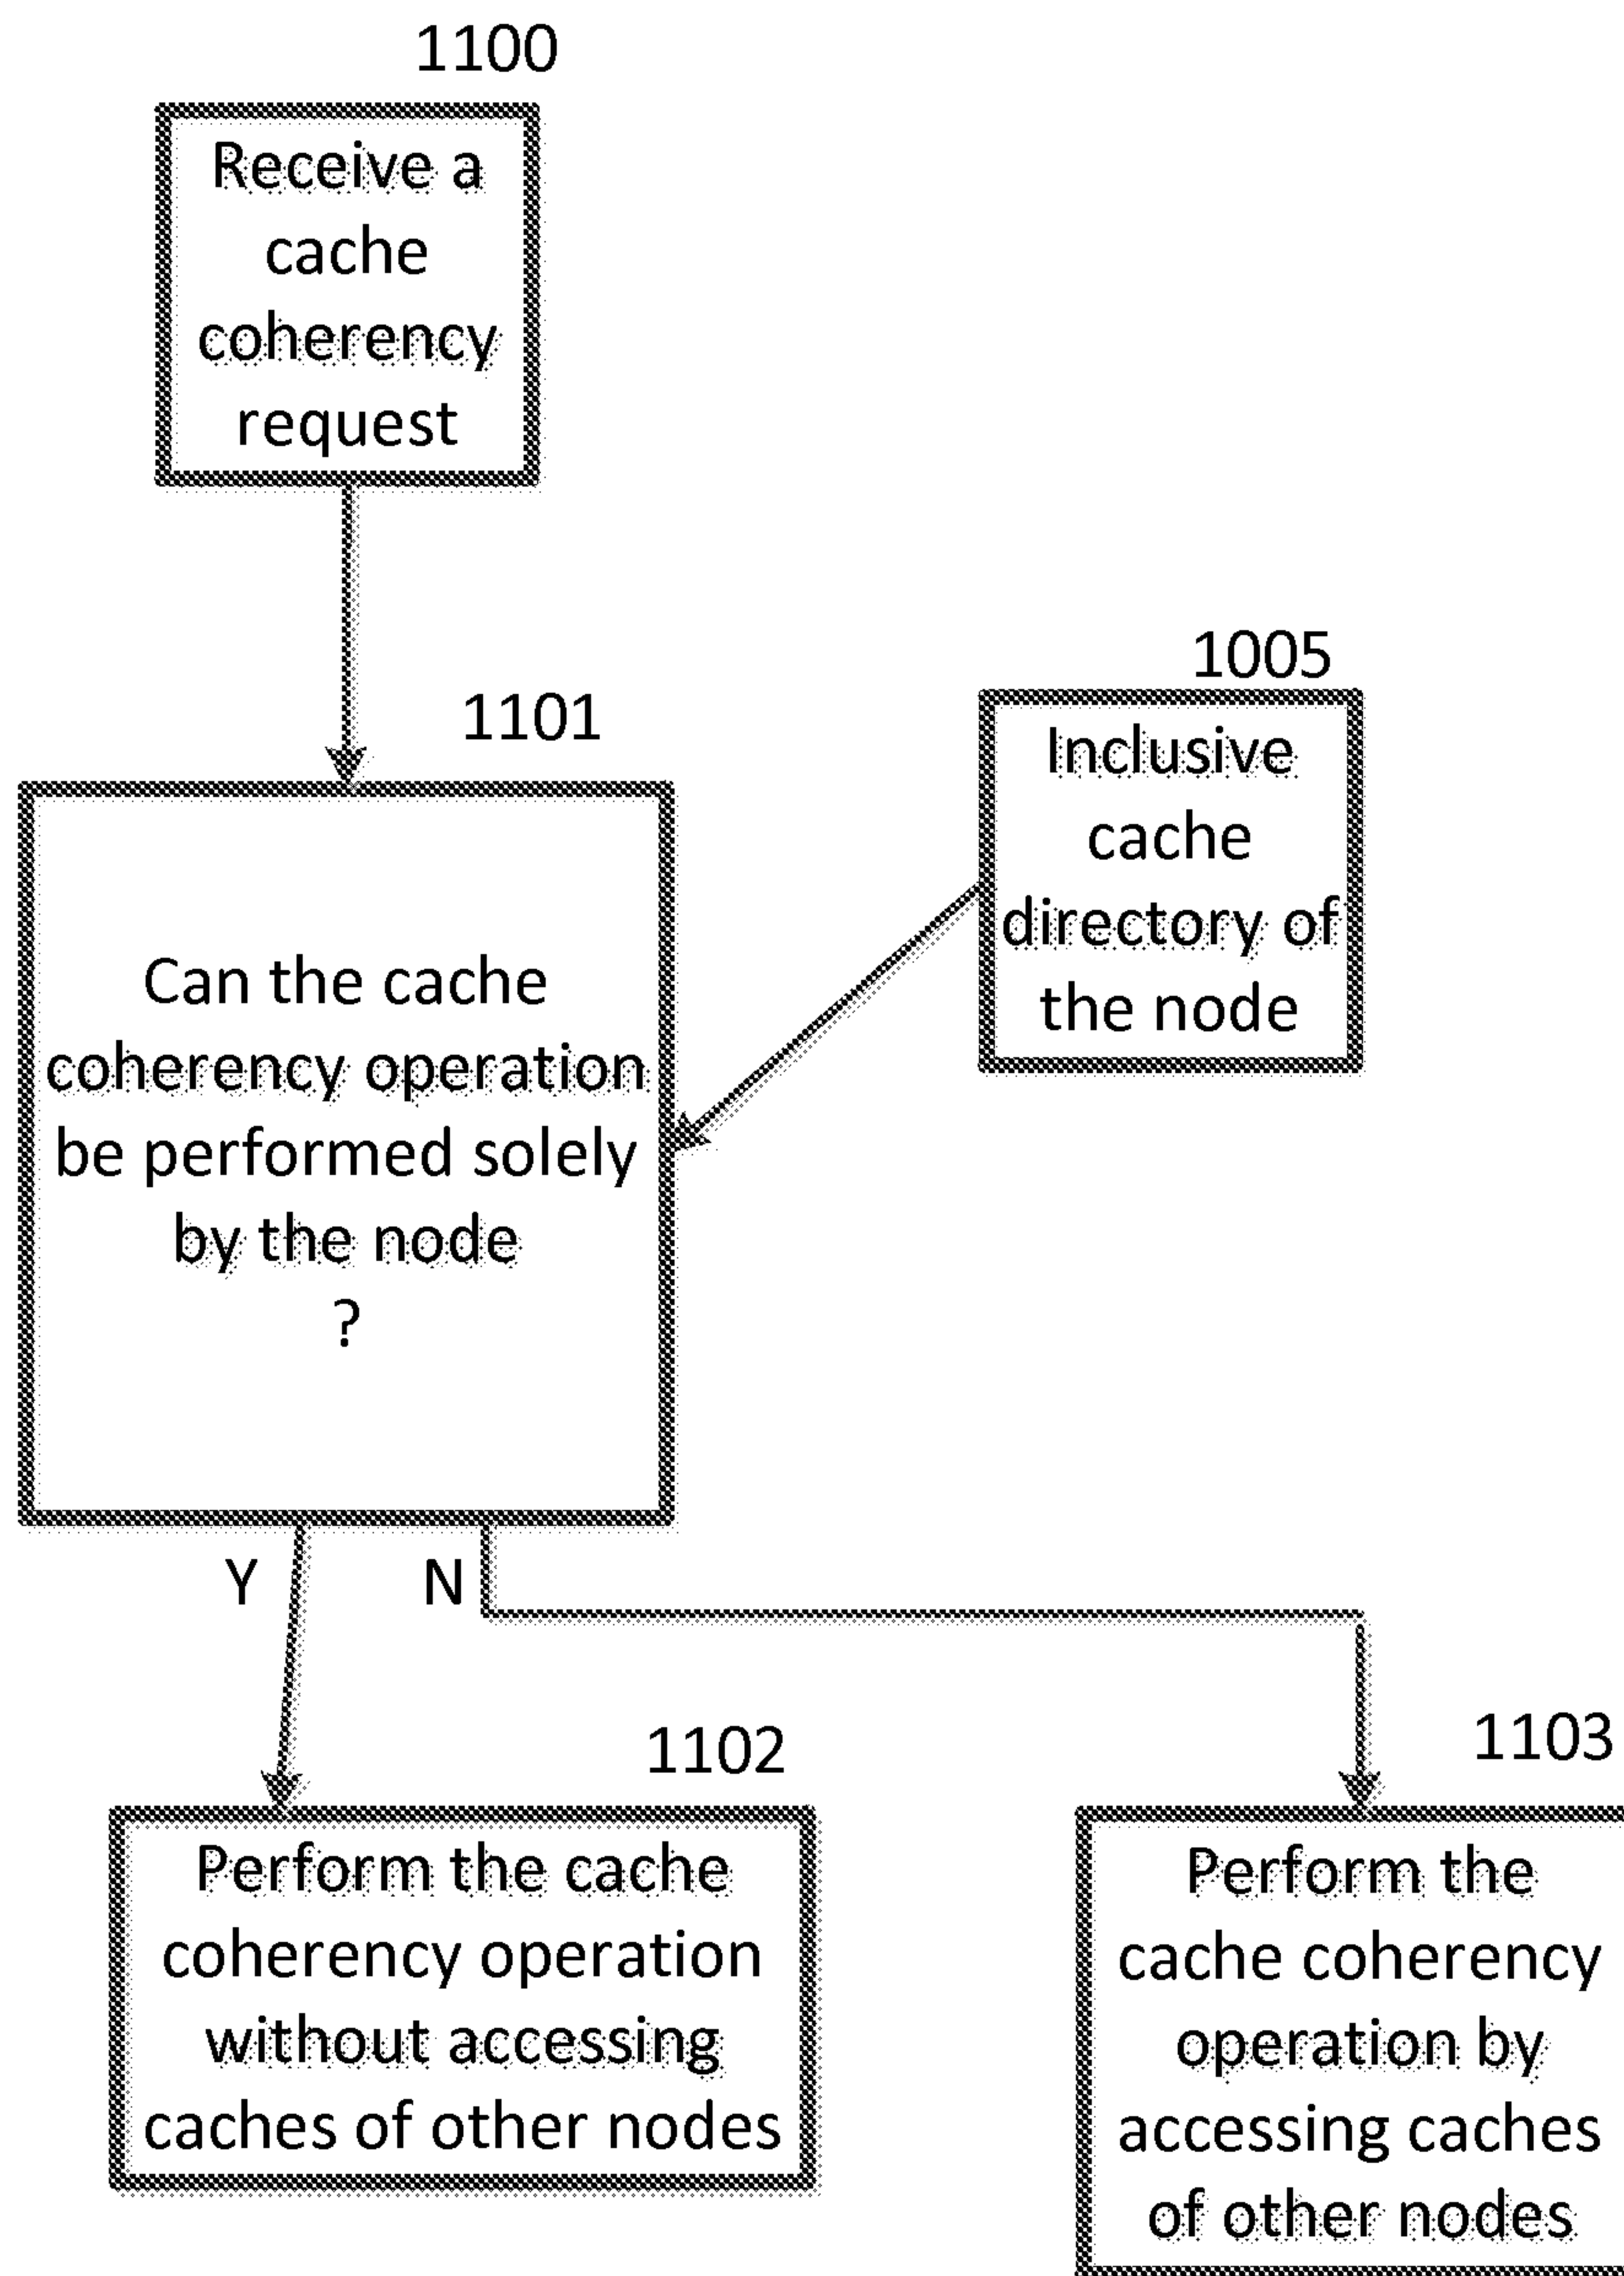 1100
Receive a
cache
coherency
request
1101
Can the cache
coherency operation
be performed solely
by the node
?
1005
Inclusive
cache
directory of
the node
Y
N
1102
Perform the cache
coherency operation
without accessing
caches of other nodes
1103
Perform the
cache coherency
operation by
accessing caches
of other nodes